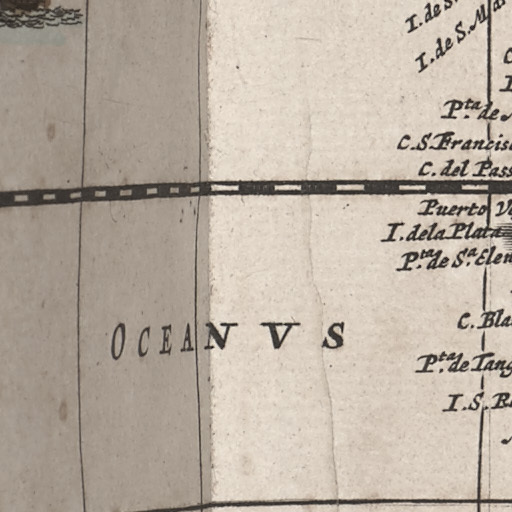 I. de S.
I. de S. Ma
P.ta de
C. S. Francis
C. del Pass
Puerto V
I. dela Plata
P.ta de S.a Elen
OCEANVS
C. Bla
P.ta de Tang
I. S. Ro